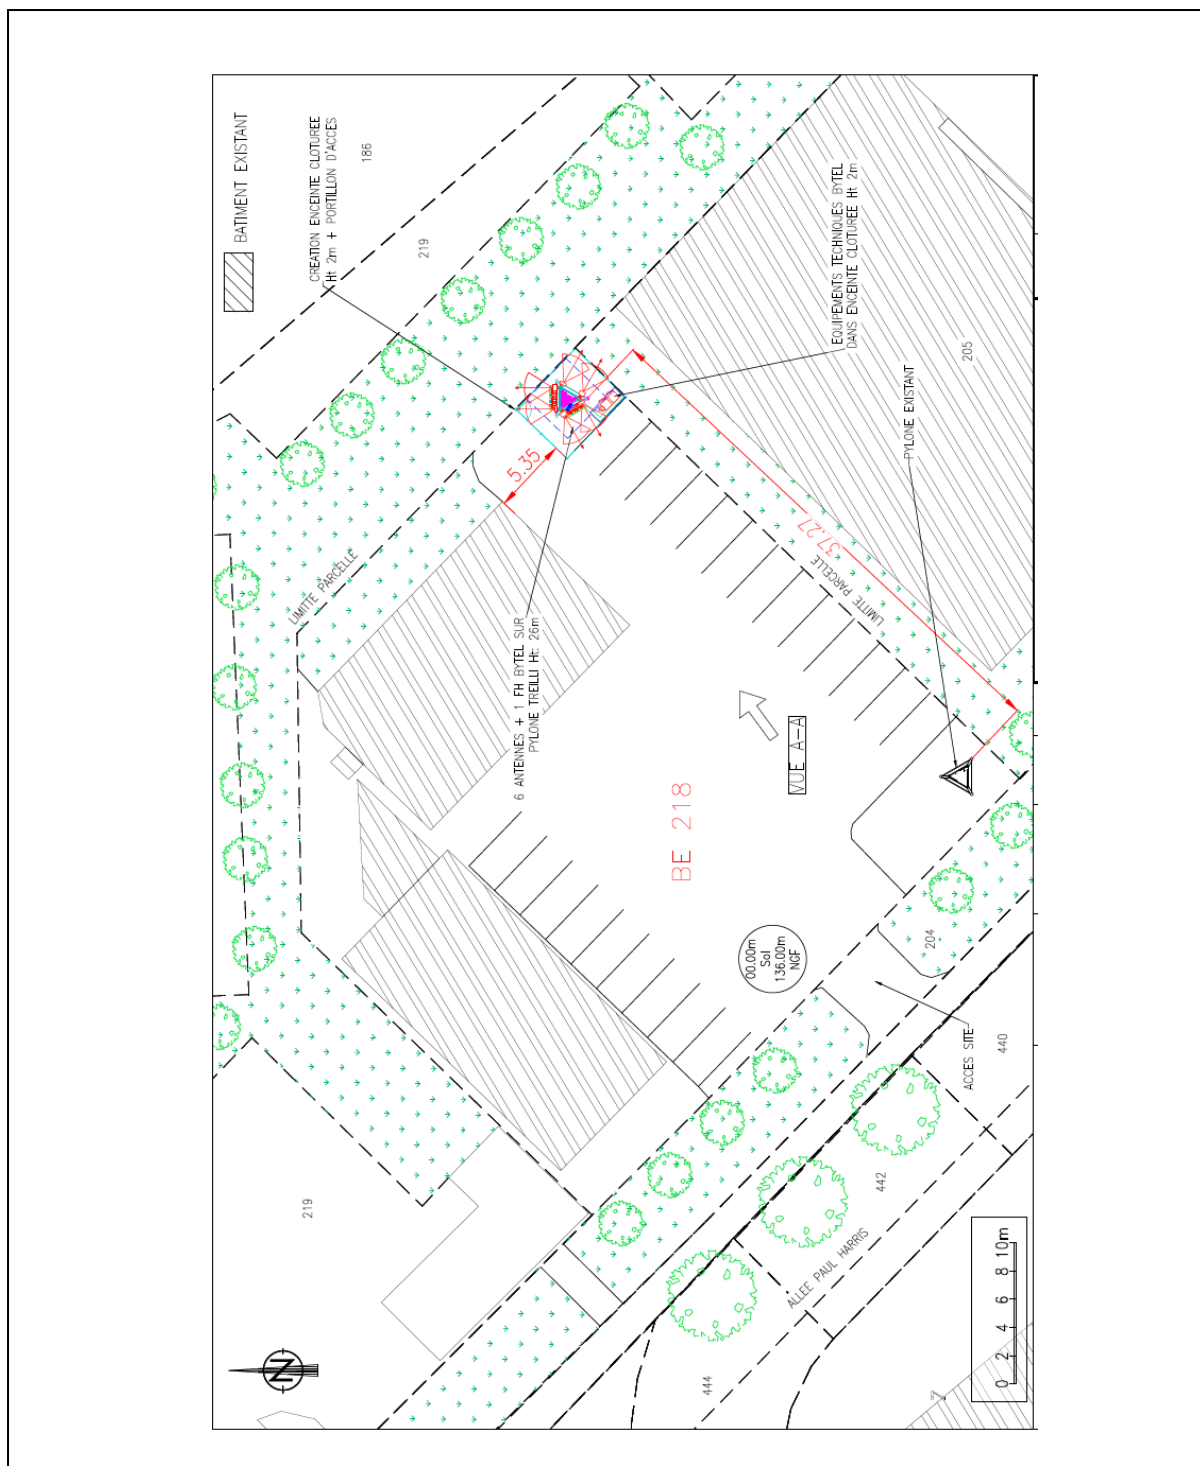 BATIMENT EXISTANT
CREATION ENCEINTE CLOTUREE
Ht 2m + PORTILLON D'ACCES
186
219
EQUIPEMENTS TECHNIQUES BYTEL
DANS ENCEINTE CLOTUREE Ht 2m
205
PYLONE EXISTANT
5.35
37.27
LIMITTE PARCELLE
LIMITTE PARCELLE
6 ANTENNES + 1 FH BYTEL SUR
PYLONE TREILLI Ht: 26m
VUE A-A
BE 218
00.00m
Sol
136.00m
NGF
204
ACCES SITE
440
442
ALLEE PAUL HARRIS
444
219
N
0 2 4 6 8 10m